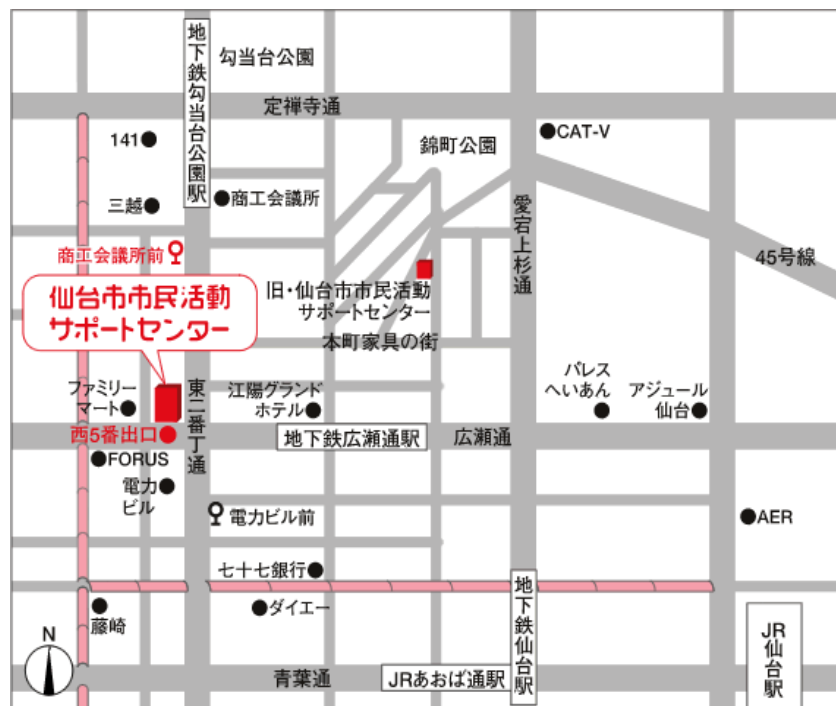 地下鉄勾当台公園駅
勾当台公園
定禅寺通
141
CAT-V
錦町公園
三越
商工会議所
愛宕上杉通
商工会議所前
45号線
仙台市市民活動
サポートセンター
旧・仙台市市民活動
サポートセンター
本町家具の街
ファミリー
マート
東二番丁通
江陽グランド
ホテル
パレス
へいあん
アジュール
仙台
西5番出口
地下鉄広瀬通駅
広瀬通
FORUS
電力
ビル
電力ビル前
AER
七十七銀行
地下鉄仙台駅
藤崎
ダイエー
JR仙台駅
N
青葉通
JRあおば通駅